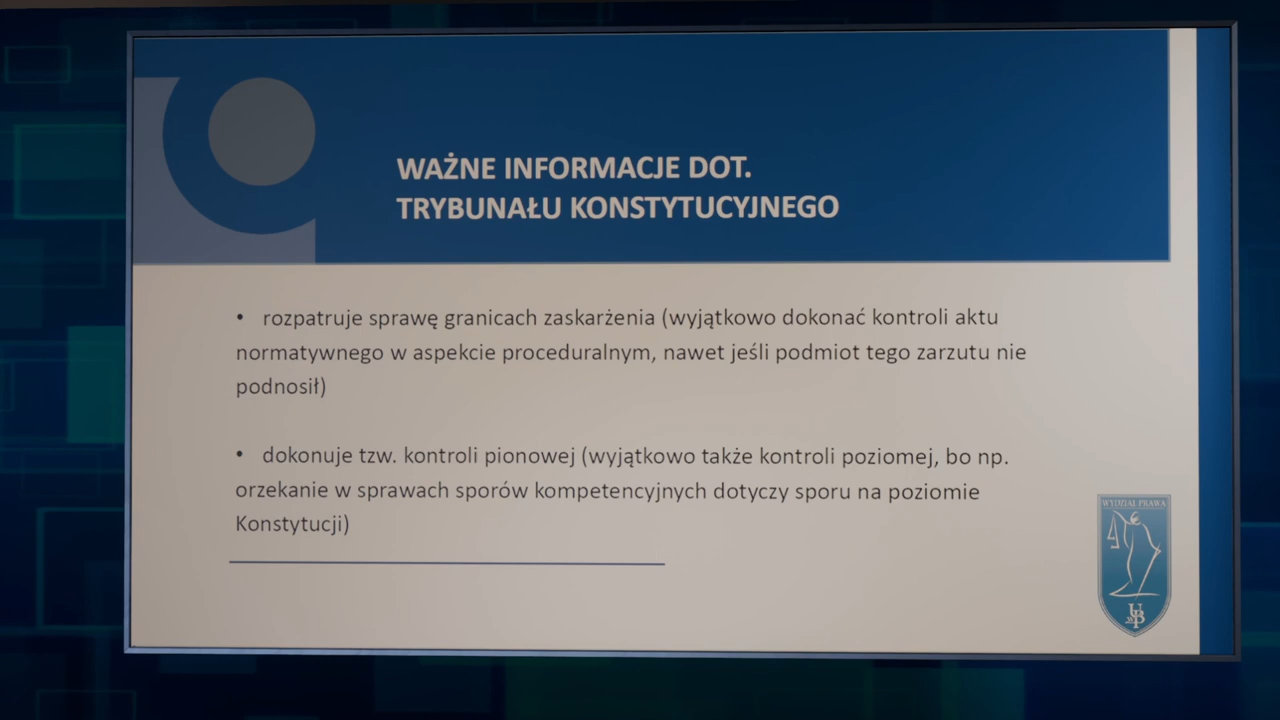 WAŻNE INFORMACJE DOT.
TRYBUNAŁU KONSTYTUCYJNEGO
• rozpatruje sprawę granicach zaskarżenia (wyjątkowo dokonać kontroli aktu
normatywnego w aspekcie proceduralnym, nawet jeśli podmiot tego zarzutu nie
podnosił)
• dokonuje tzw. kontroli pionowej (wyjątkowo także kontroli poziomej, bo np.
orzekanie w sprawach sporów kompetencyjnych dotyczy sporu na poziomie
Konstytucji)
WYDZIAŁ PRAWA